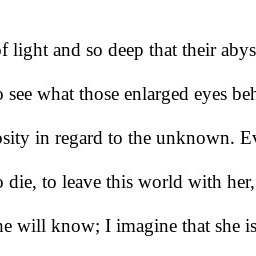 of light and so deep that their abys
o see what those enlarged eyes beh
osity in regard to the unknown. Ev
o die, to leave this world with her,
he will know; I imagine that she is